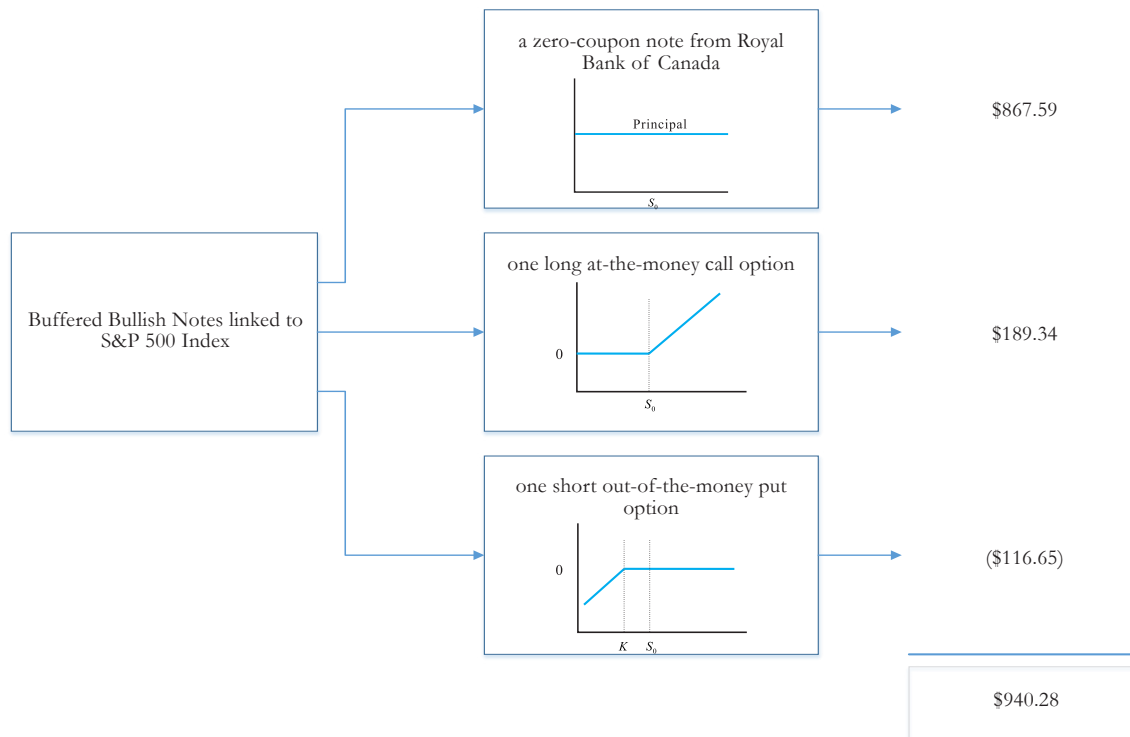 a zero-coupon note from Royal
Bank of Canada
Principal
S₀
$867.59
Buffered Bullish Notes linked to
S&P 500 Index
one long at-the-money call option
0
S₀
$189.34
one short out-of-the-money put
option
0
K S₀
($116.65)
$940.28